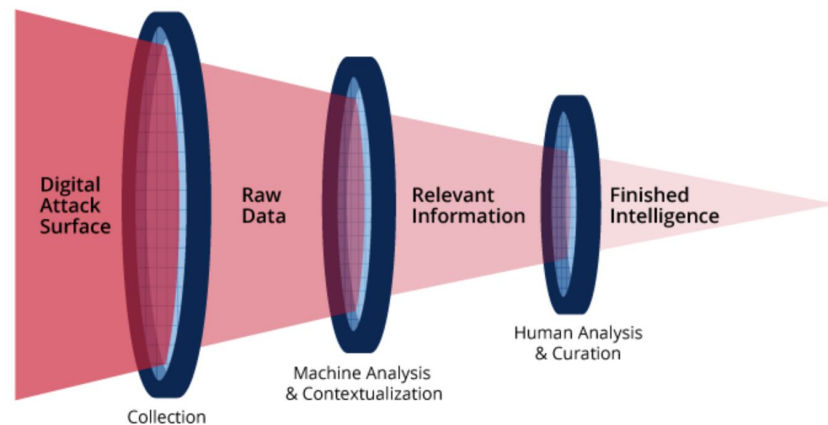 Digital
Attack
Surface
Raw
Data
Relevant
Information
Finished
Intelligence
Collection
Machine Analysis
& Contextualization
Human Analysis
& Curation